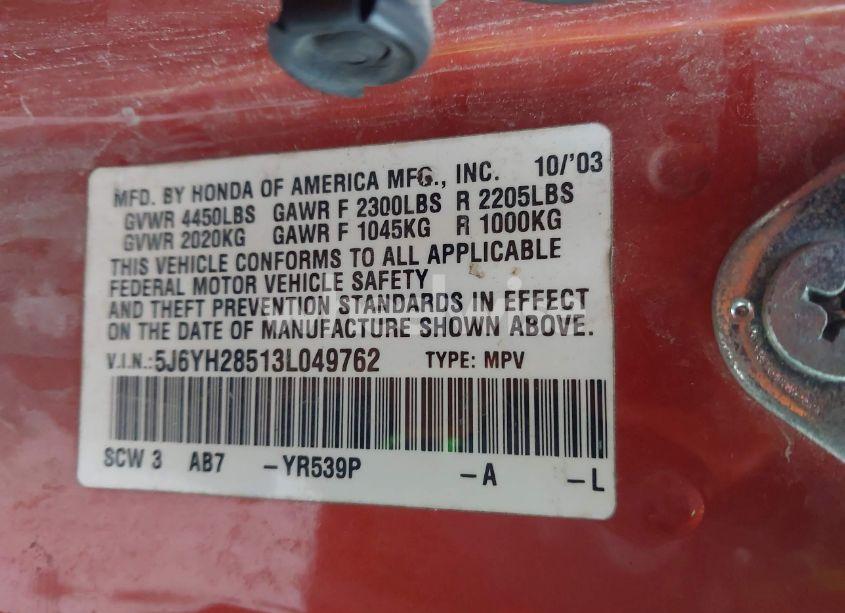 MFD. BY HONDA OF AMERICA MFG., INC. 10/'03
GVWR 4450LBS GAWR F 2300LBS R 2205LBS
GVWR 2020KG GAWR F 1045KG R 1000KG
THIS VEHICLE CONFORMS TO ALL APPLICABLE
FEDERAL MOTOR VEHICLE SAFETY
AND THEFT PREVENTION STANDARDS IN EFFECT
ON THE DATE OF MANUFACTURE SHOWN ABOVE.
V.I.N.:5J6YH28513L049762 TYPE: MPV
SCW 3 AB7 -YR539P -A -L